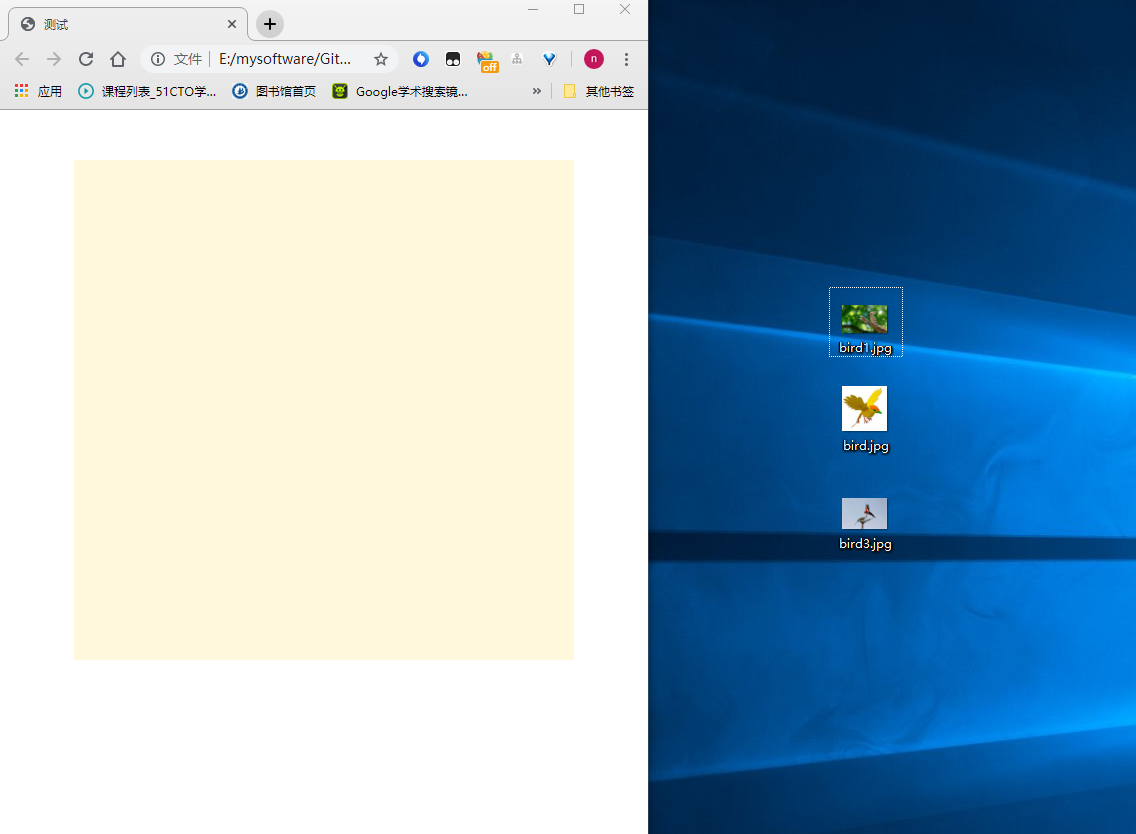 测试
文件
E:/mysoftware/Git...
off
n
应用
课程列表_51CTO学...
图书馆首页
Google学术搜索镜...
»
其他书签
bird1.jpg
bird.jpg
bird3.jpg